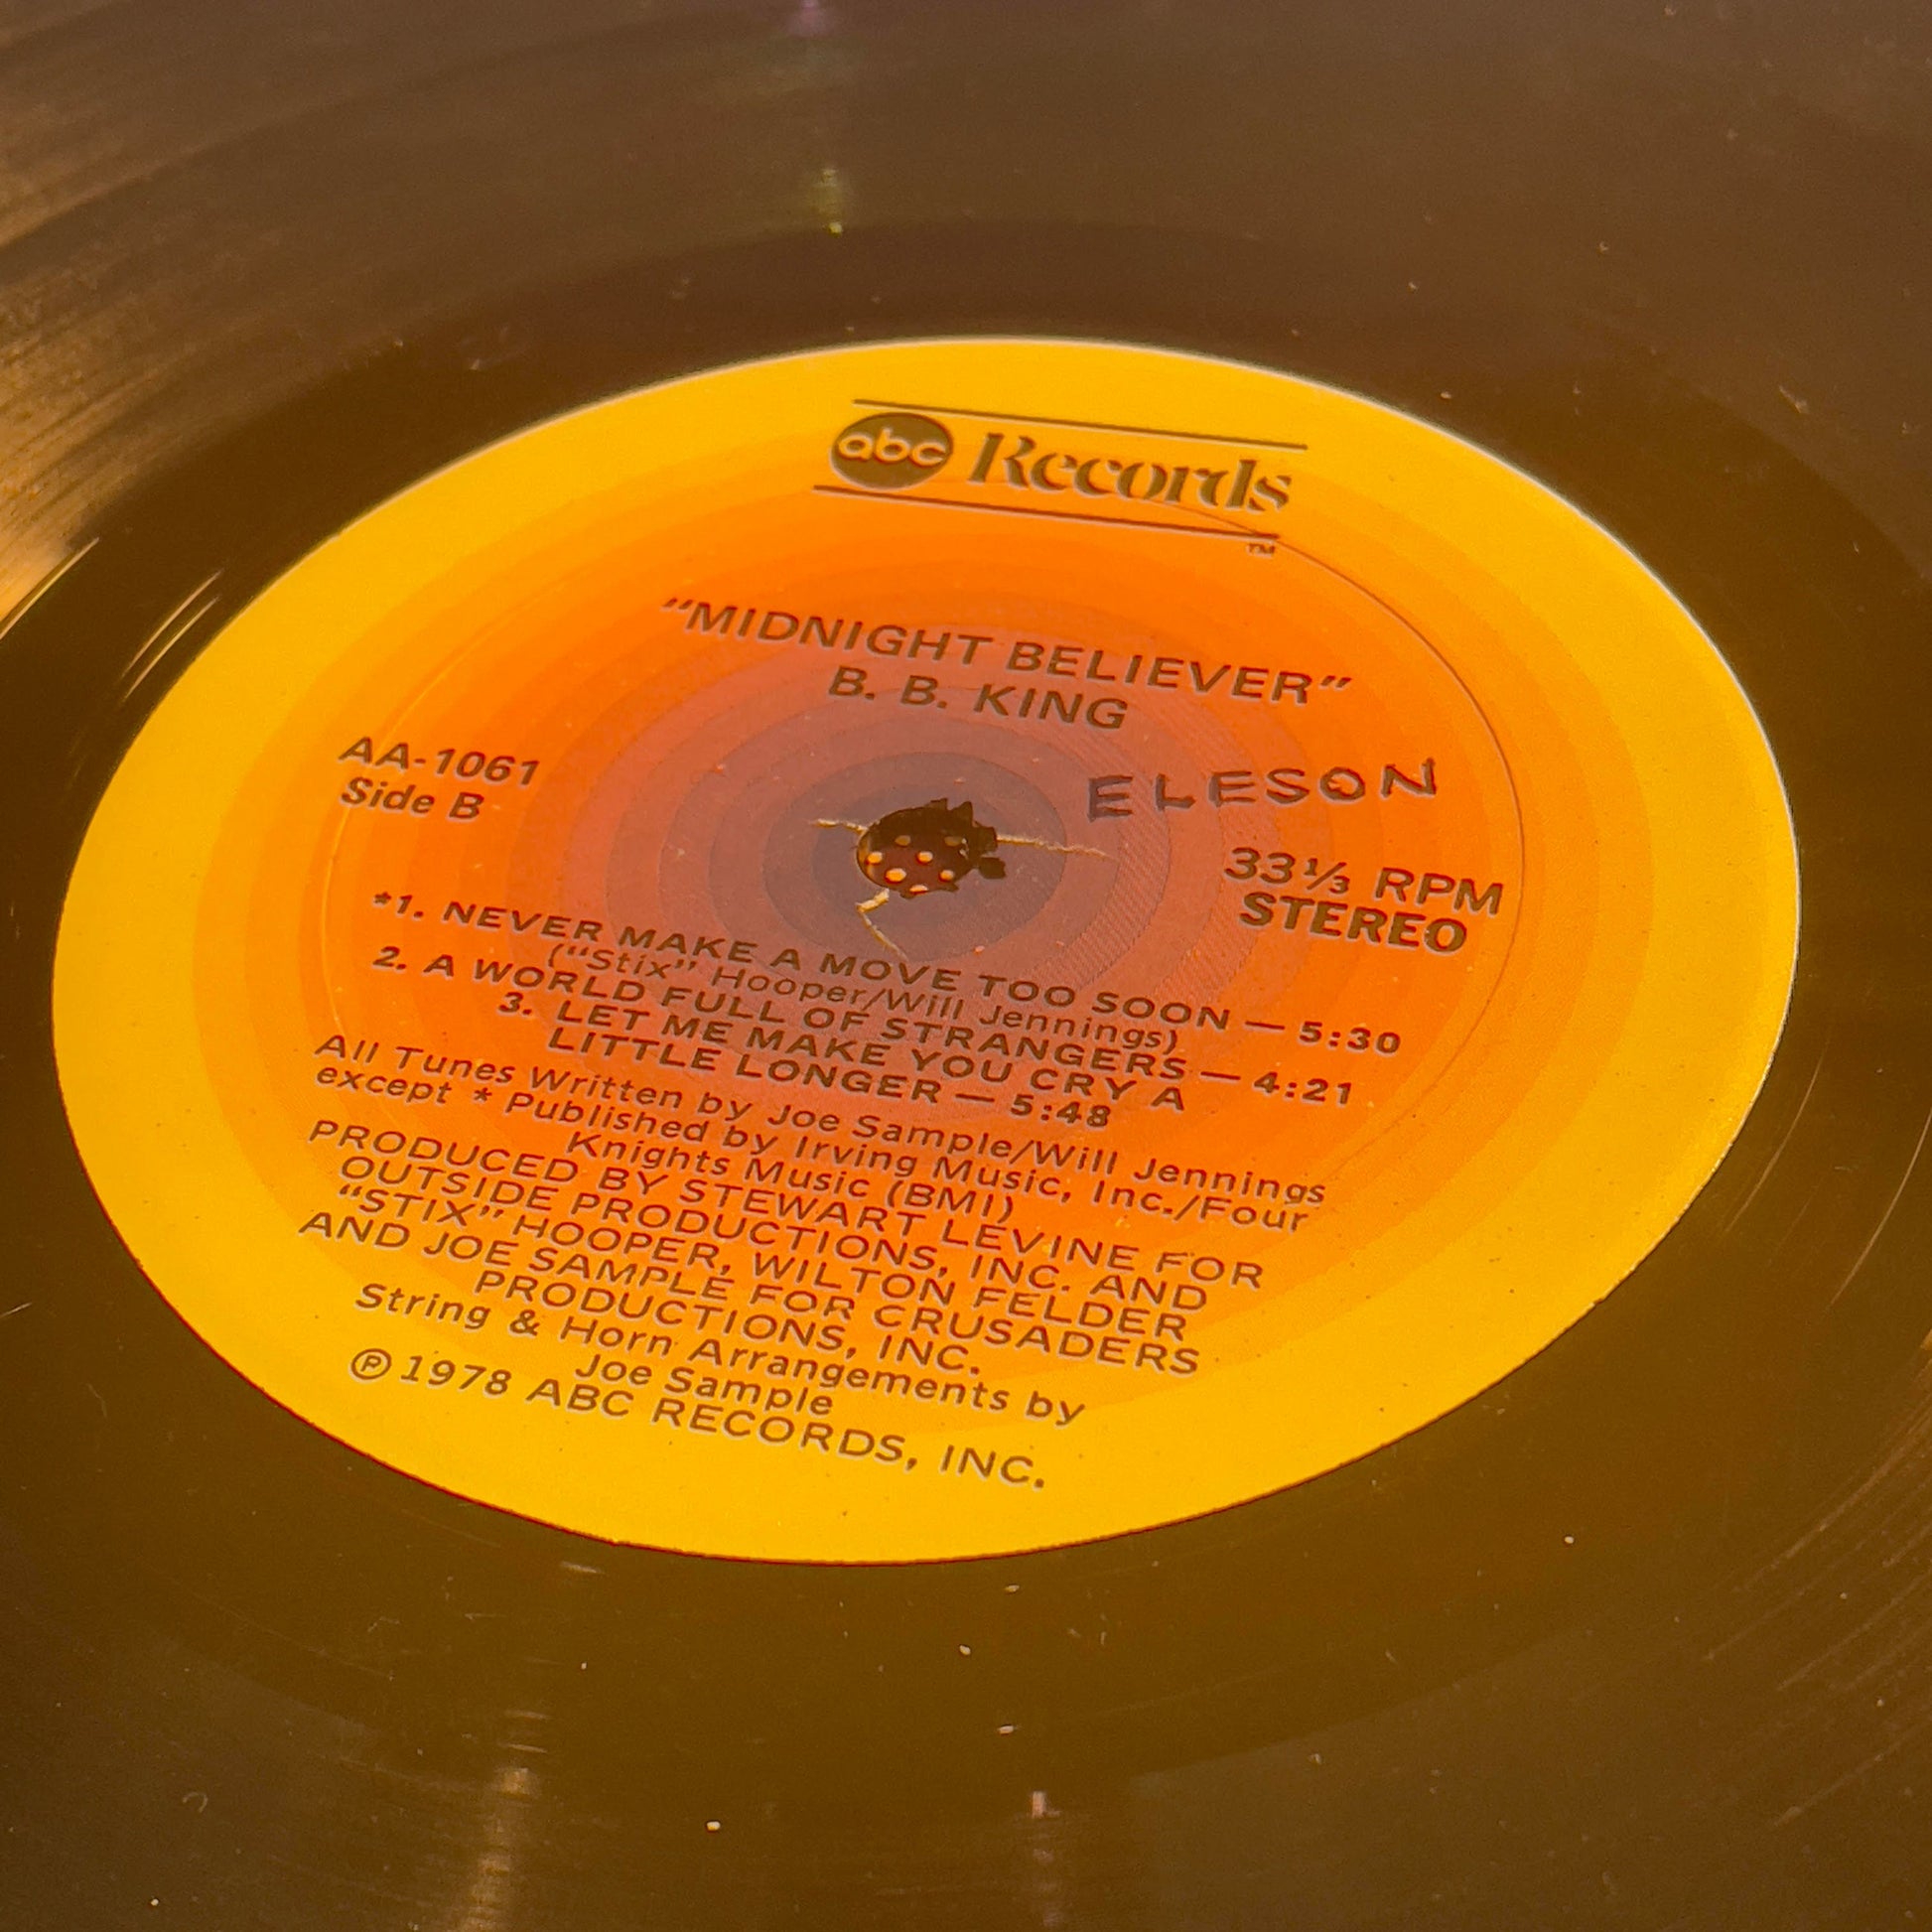 abc Records
TM
"MIDNIGHT BELIEVER"
B. B. KING
AA-1061
Side B
ELESON
33⅓ RPM
STEREO
*1. NEVER MAKE A MOVE TOO SOON — 5:30
("Stix" Hooper/Will Jennings)
2. A WORLD FULL OF STRANGERS — 4:21
3. LET ME MAKE YOU CRY A
LITTLE LONGER — 5:48
All Tunes Written by Joe Sample/Will Jennings
except * Published by Irving Music, Inc./Four
Knights Music (BMI)
PRODUCED BY STEWART LEVINE FOR
OUTSIDE PRODUCTIONS, INC. AND
"STIX" HOOPER, WILTON FELDER
AND JOE SAMPLE FOR CRUSADERS
PRODUCTIONS, INC.
String & Horn Arrangements by
Joe Sample
Ⓟ 1978 ABC RECORDS, INC.